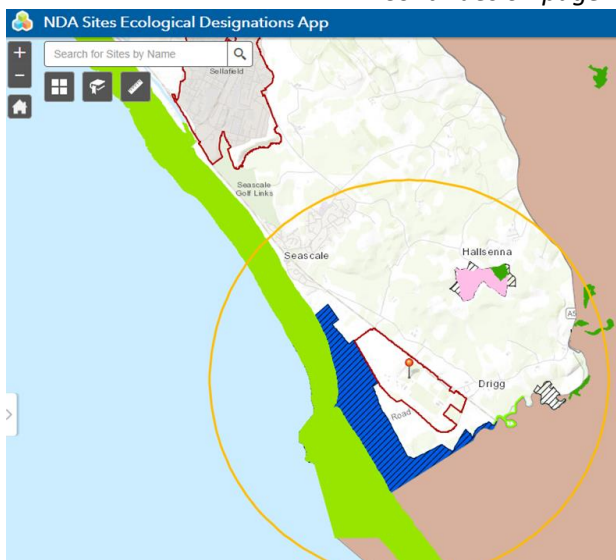 NDA Sites Ecological Designations App
+
Search for Sites by Name
−
Sellafield
Seascale
Golf Links
Seascale
Hallsenna
Drigg
Road